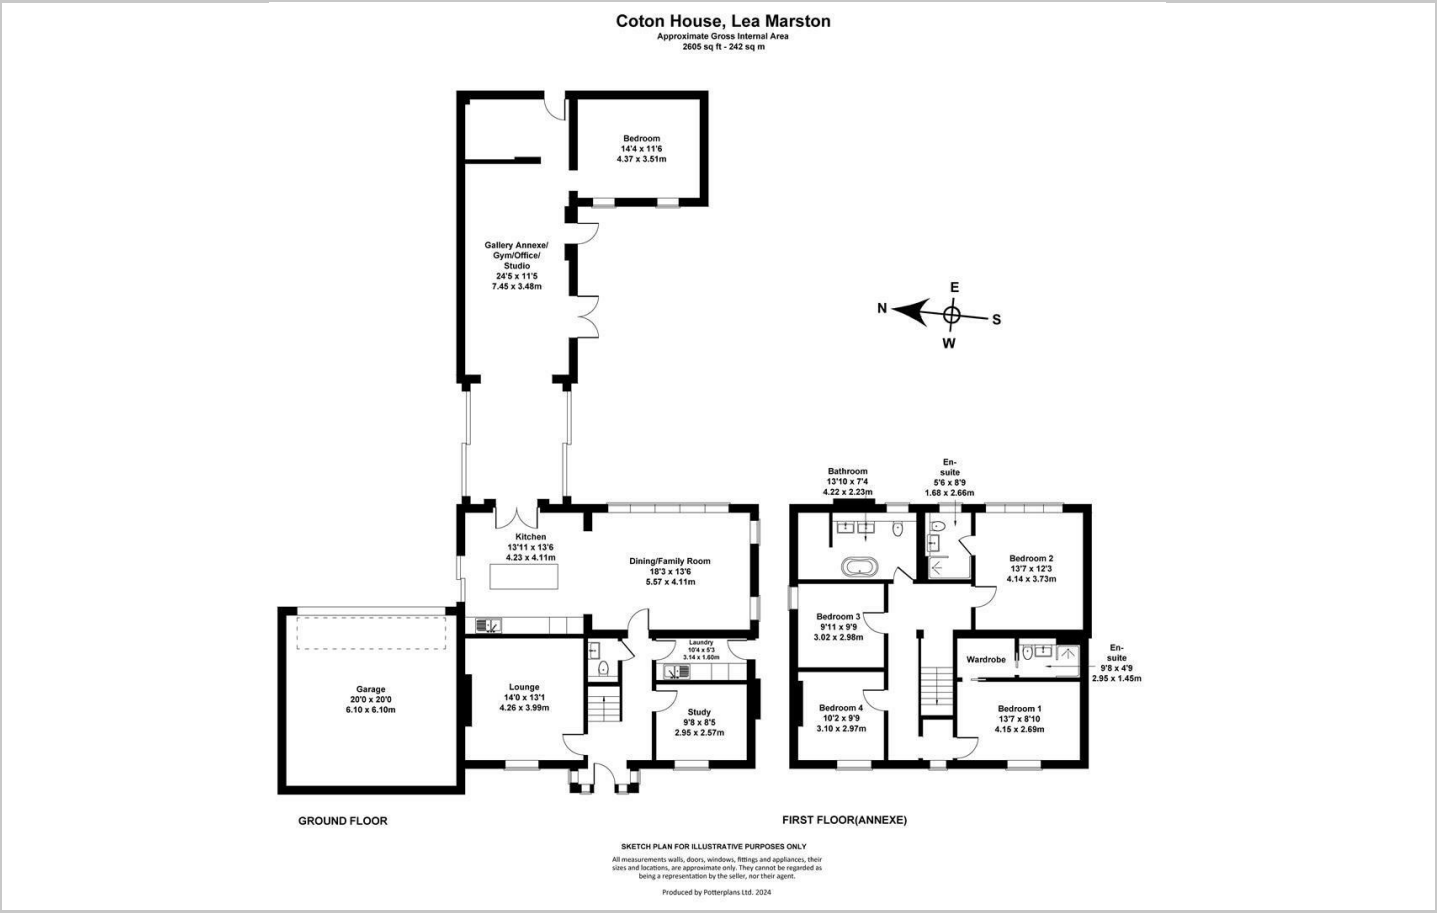 Coton House, Lea Marston
Approximate Gross Internal Area
2605 sq ft - 242 sq m
Bedroom
14'4 x 11'6
4.37 x 3.51m
Gallery Annexe/
Gym/Office/
Studio
24'5 x 11'5
7.45 x 3.48m
E
N
S
W
Kitchen
13'11 x 13'6
4.23 x 4.11m
Dining/Family Room
18'3 x 13'6
5.57 x 4.11m
Laundry
10'4 x 5'3
3.14 x 1.60m
Garage
20'0 x 20'0
6.10 x 6.10m
Lounge
14'0 x 13'1
4.26 x 3.99m
Study
9'8 x 8'5
2.95 x 2.57m
GROUND FLOOR
Bathroom
13'10 x 7'4
4.22 x 2.23m
En-
suite
5'6 x 8'9
1.68 x 2.66m
Bedroom 2
13'7 x 12'3
4.14 x 3.73m
Bedroom 3
9'11 x 9'9
3.02 x 2.98m
Wardrobe
En-
suite
9'8 x 4'9
2.95 x 1.45m
Bedroom 4
10'2 x 9'9
3.10 x 2.97m
Bedroom 1
13'7 x 8'10
4.15 x 2.69m
FIRST FLOOR(ANNEXE)
SKETCH PLAN FOR ILLUSTRATIVE PURPOSES ONLY
All measurements walls, doors, windows, fittings and appliances, their
sizes and locations, are approximate only. They cannot be regarded as
being a representation by the seller, nor their agent.
Produced by Potterplans Ltd. 2024